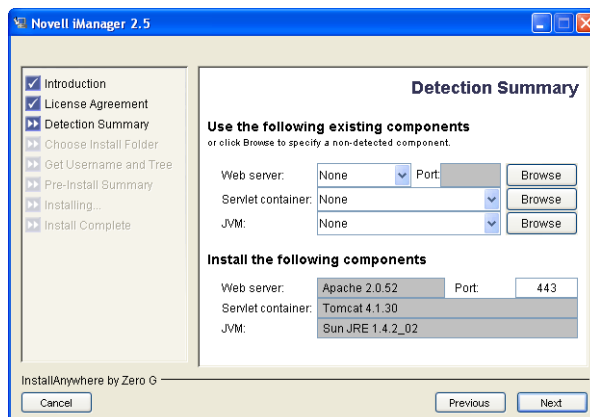 Novell iManager 2.5
Introduction
License Agreement
Detection Summary
Choose Install Folder
Get Username and Tree
Pre-Install Summary
Installing...
Install Complete
Detection Summary
Use the following existing components
or click Browse to specify a non-detected component.
Web server: None Port: Browse
Servlet container: None Browse
JVM: None Browse
Install the following components
Web server: Apache 2.0.52 Port: 443
Servlet container: Tomcat 4.1.30
JVM: Sun JRE 1.4.2_02
InstallAnywhere by Zero G
Cancel Previous Next